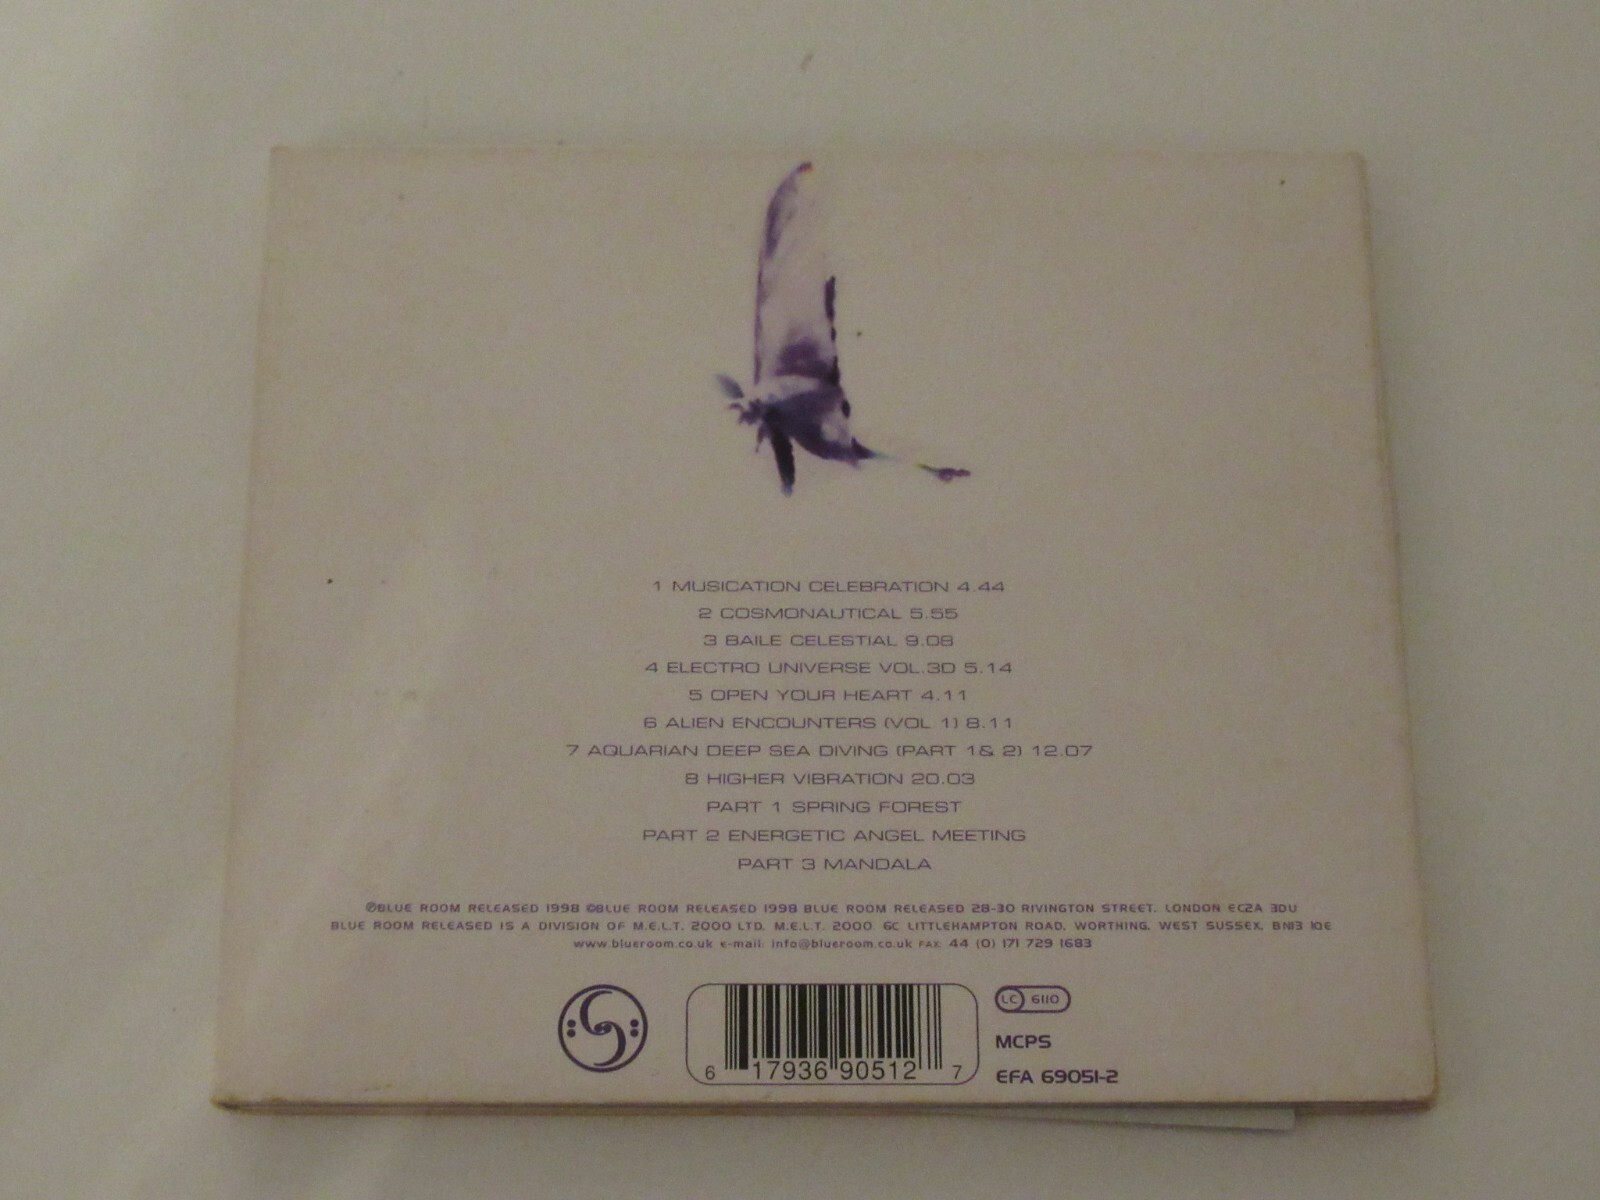 1 MUSICATION CELEBRATION 4.44
2 COSMONAUTICAL 5.55
3 BAILE CELESTIAL 9.08
4 ELECTRO UNIVERSE VOL.3D 5.14
5 OPEN YOUR HEART 4.11
6 ALIEN ENCOUNTERS (VOL 1) 8.11
7 AQUARIAN DEEP SEA DIVING (PART 1& 2) 12.07
8 HIGHER VIBRATION 20.03
PART 1 SPRING FOREST
PART 2 ENERGETIC ANGEL MEETING
PART 3 MANDALA
℗BLUE ROOM RELEASED 1998 ©BLUE ROOM RELEASED 1998 BLUE ROOM RELEASED 28-30 RIVINGTON STREET. LONDON EC2A 3DU
BLUE ROOM RELEASED IS A DIVISION OF M.E.L.T. 2000 LTD. M.E.L.T. 2000. 6C LITTLEHAMPTON ROAD, WORTHING, WEST SUSSEX, BN13 1QE
www.blueroom.co.uk e-mail: info@blueroom.co.uk FAX. 44 (0) 171 729 1683
LC 6110
MCPS
EFA 69051-2
6 17936 90512 7